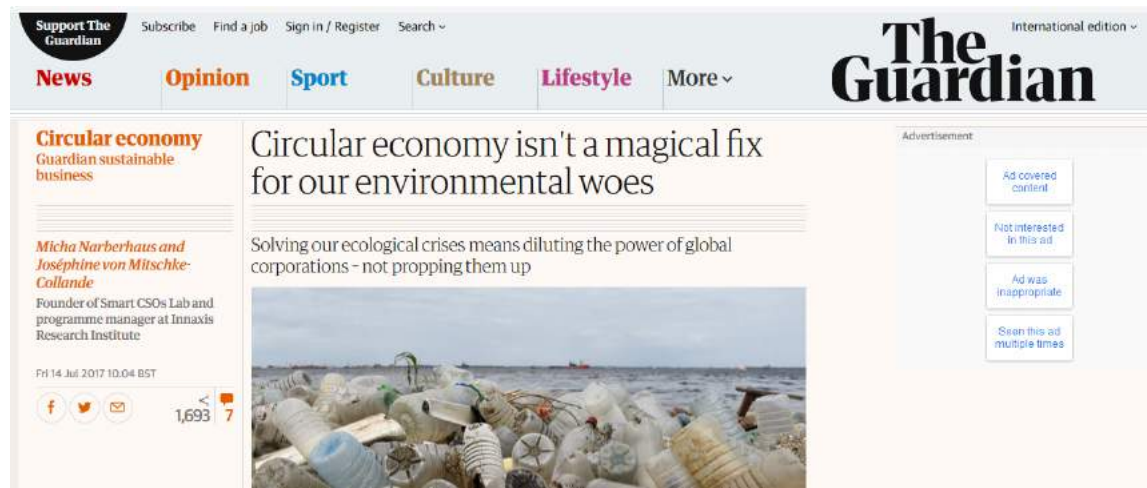 Support The
Guardian
Subscribe Find a job Sign in / Register Search
International edition
The
Guardian
News Opinion Sport Culture Lifestyle More
Circular economy
Guardian sustainable
business
Circular economy isn't a magical fix
for our environmental woes
Micha Narberhaus and
Joséphine von Mitschke-
Collande
Founder of Smart CSOs Lab and
programme manager at Innaxis
Research Institute
Fri 14 Jul 2017 10.04 BST
1,693 7
Solving our ecological crises means diluting the power of global
corporations – not propping them up
Advertisement
Ad covered
content
Not interested
in this ad
Ad was
inappropriate
Seen this ad
multiple times